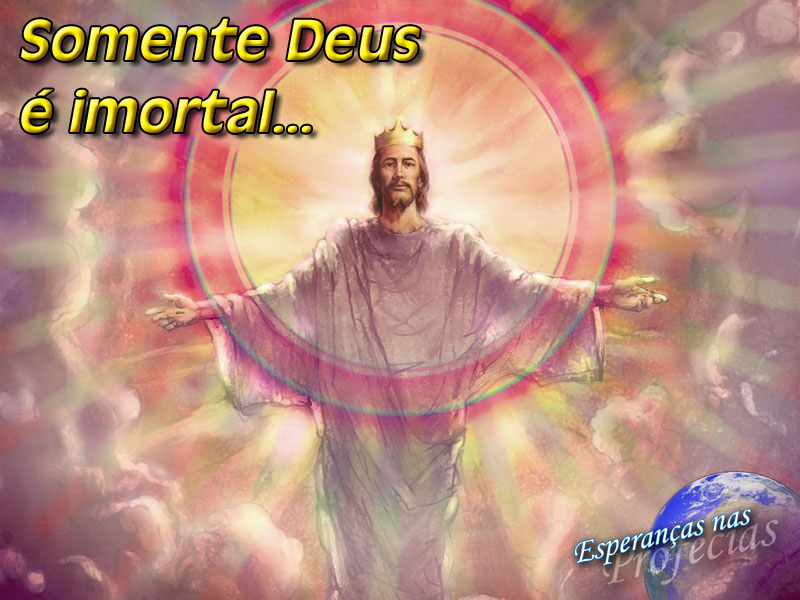 Somente Deus
é imortal...
Esperanças nas
Profecias